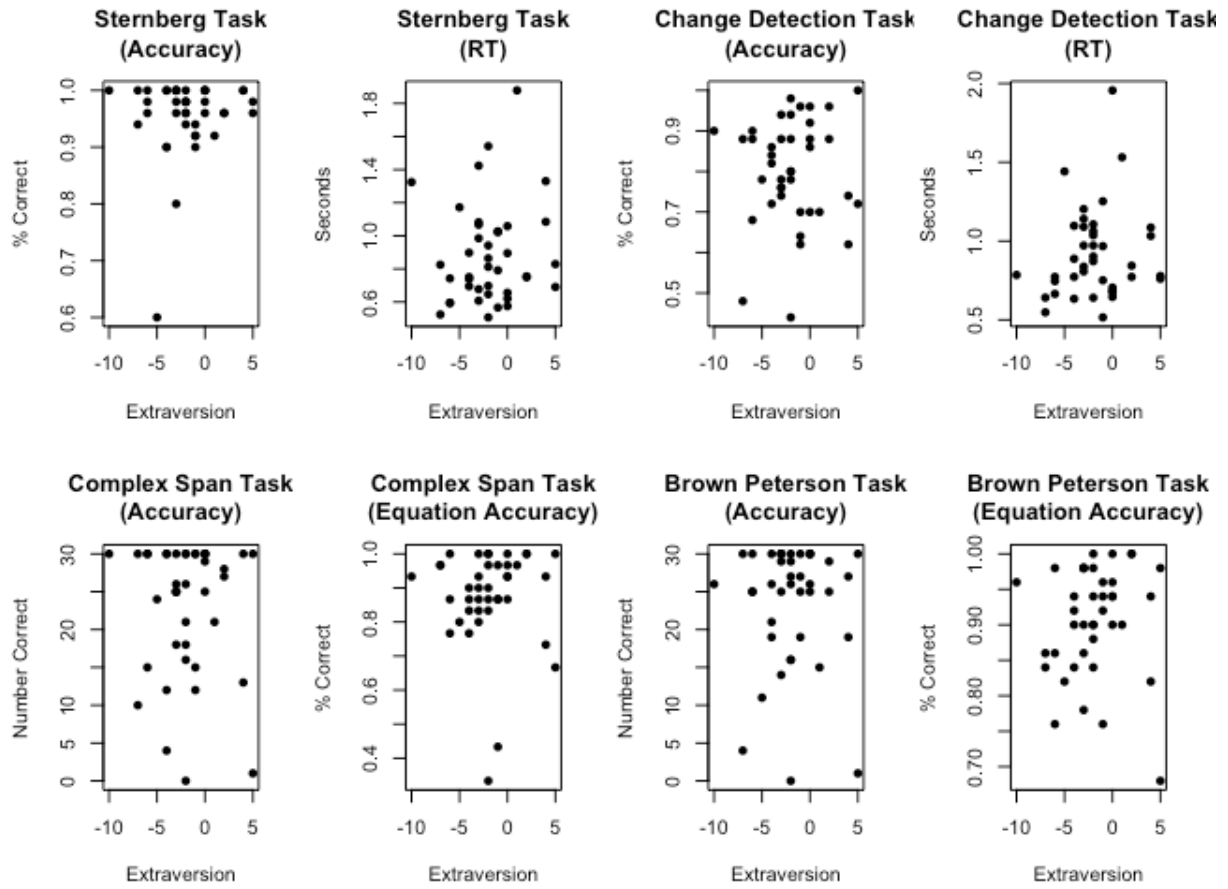 Sternberg Task
(Accuracy)
% Correct
1.0
0.9
0.8
0.7
0.6
-10 -5 0 5
Extraversion
Sternberg Task
(RT)
Seconds
1.8
1.4
1.0
0.6
-10 -5 0 5
Extraversion
Change Detection Task
(Accuracy)
% Correct
0.9
0.7
0.5
-10 -5 0 5
Extraversion
Change Detection Task
(RT)
Seconds
2.0
1.5
1.0
0.5
-10 -5 0 5
Extraversion
Complex Span Task
(Accuracy)
Number Correct
30
20
10
5
0
-10 -5 0 5
Extraversion
Complex Span Task
(Equation Accuracy)
% Correct
1.0
0.8
0.6
0.4
-10 -5 0 5
Extraversion
Brown Peterson Task
(Accuracy)
Number Correct
30
20
10
5
0
-10 -5 0 5
Extraversion
Brown Peterson Task
(Equation Accuracy)
% Correct
1.00
0.90
0.80
0.70
-10 -5 0 5
Extraversion